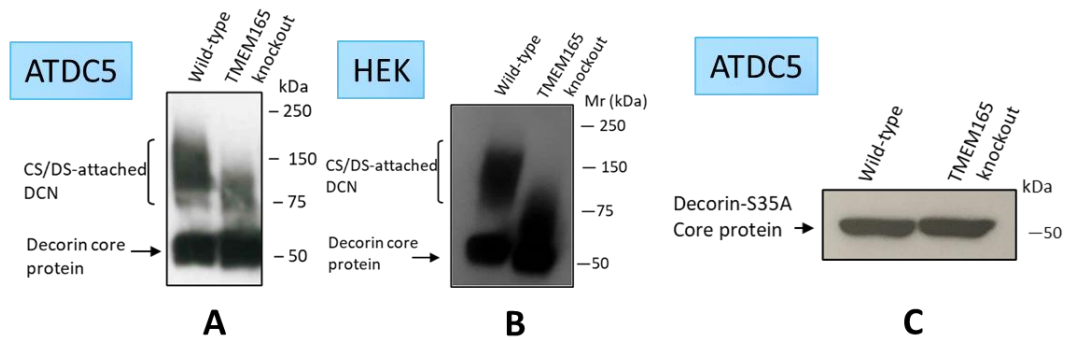 ATDC5
Wild-type
TMEM165
knockout
kDa
250
150
75
50
CS/DS-attached
DCN
Decorin core
protein
A
HEK
Wild-type
TMEM165
knockout
Mr (kDa)
250
150
75
50
CS/DS-attached
DCN
Decorin core
protein
B
ATDC5
Wild-type
TMEM165
knockout
kDa
50
Decorin-S35A
Core protein
C